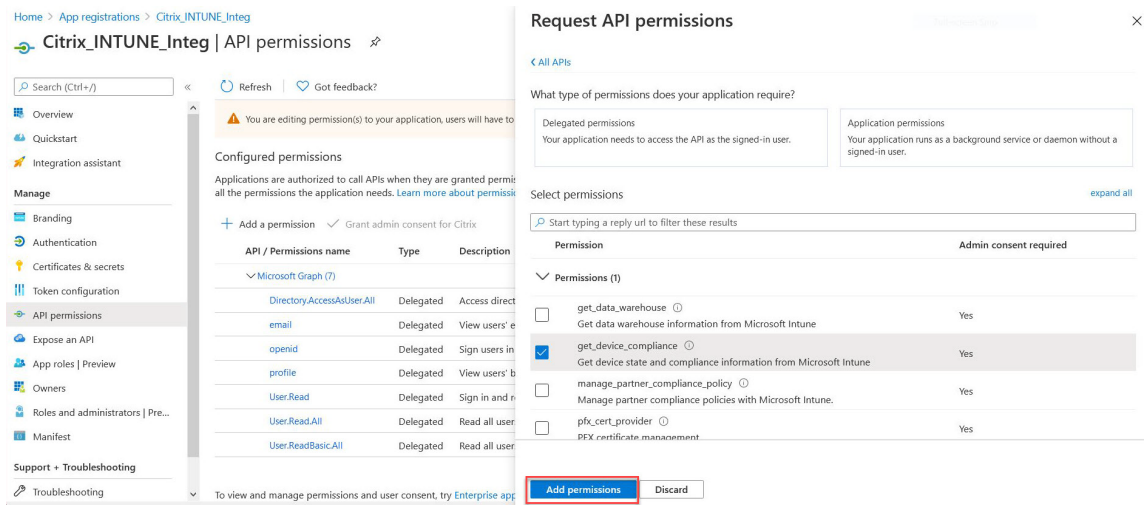 Home > App registrations > Citrix_INTUNE_Integ
Citrix_INTUNE_Integ | API permissions
Search (Ctrl+/)
Overview
Quickstart
Integration assistant
Manage
Branding
Authentication
Certificates & secrets
Token configuration
API permissions
Expose an API
App roles | Preview
Owners
Roles and administrators | Pre...
Manifest
Support + Troubleshooting
Troubleshooting
Refresh | Got feedback?
You are editing permission(s) to your application, users will have to
Configured permissions
Applications are authorized to call APIs when they are granted permis
all the permissions the application needs. Learn more about permissio
Add a permission Grant admin consent for Citrix
API / Permissions name Type Description
Microsoft Graph (7)
Directory.AccessAsUser.All Delegated Access direct
email Delegated View users' e
openid Delegated Sign users in
profile Delegated View users' b
User.Read Delegated Sign in and r
User.Read.All Delegated Read all user
User.ReadBasic.All Delegated Read all user
To view and manage permissions and user consent, try Enterprise app
Request API permissions
All APIs
What type of permissions does your application require?
Delegated permissions
Your application needs to access the API as the signed-in user.
Application permissions
Your application runs as a background service or daemon without a
signed-in user.
Select permissions expand all
Start typing a reply url to filter these results
Permission Admin consent required
Permissions (1)
get_data_warehouse
Get data warehouse information from Microsoft Intune
Yes
get_device_compliance
Get device state and compliance information from Microsoft Intune
Yes
manage_partner_compliance_policy
Manage partner compliance policies with Microsoft Intune.
Yes
pfx_cert_provider
PFX certificate management
Yes
Add permissions Discard